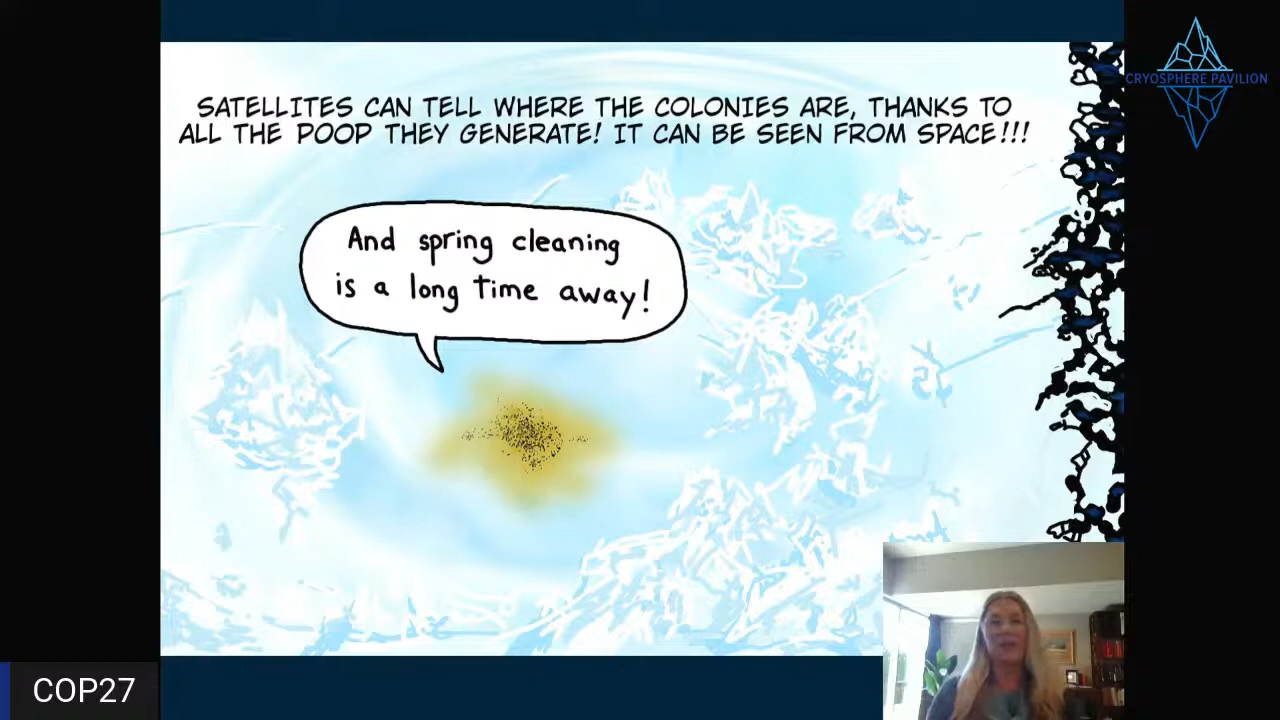 SATELLITES CAN TELL WHERE THE COLONIES ARE, THANKS TO
ALL THE POOP THEY GENERATE! IT CAN BE SEEN FROM SPACE!!!
CRYOSPHERE PAVILION
And spring cleaning
is a long time away!
COP27